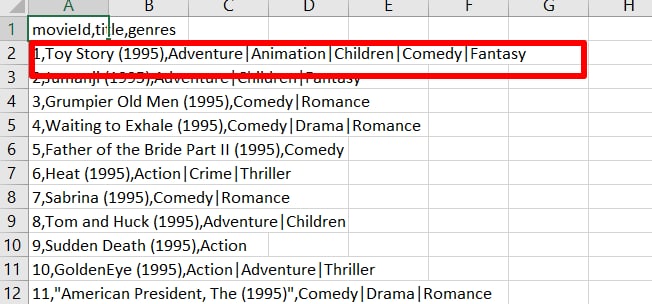 A B C D E F G H
1 movieId,title,genres
2 1,Toy Story (1995),Adventure|Animation|Children|Comedy|Fantasy
3 2,Jumanji (1995),Adventure|Children|Fantasy
4 3,Grumpier Old Men (1995),Comedy|Romance
5 4,Waiting to Exhale (1995),Comedy|Drama|Romance
6 5,Father of the Bride Part II (1995),Comedy
7 6,Heat (1995),Action|Crime|Thriller
8 7,Sabrina (1995),Comedy|Romance
9 8,Tom and Huck (1995),Adventure|Children
10 9,Sudden Death (1995),Action
11 10,GoldenEye (1995),Action|Adventure|Thriller
12 11,"American President, The (1995)",Comedy|Drama|Romance